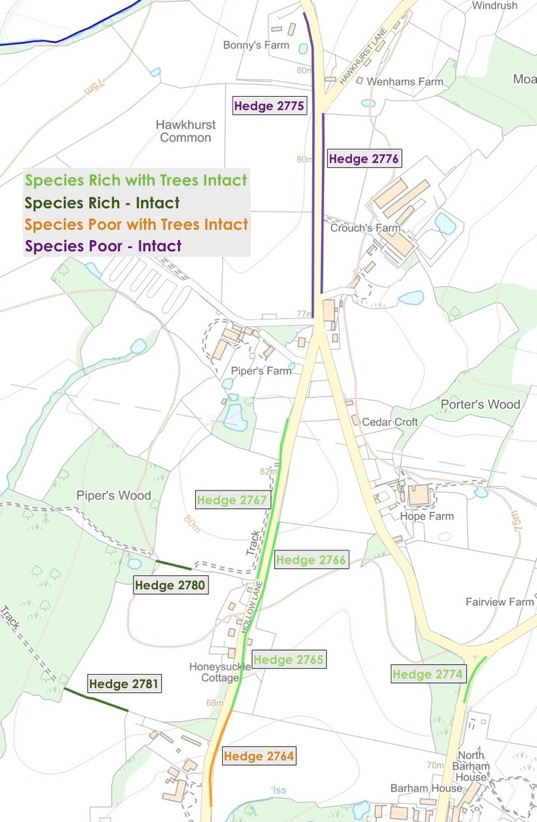 Windrush
Bonny's Farm
HAWKHURST LANE
75m
80m
Wenhams Farm
Moa
Hedge 2775
Hawkhurst
Common
80m
Hedge 2776
Species Rich with Trees Intact
Species Rich - Intact
Species Poor with Trees Intact
Species Poor - Intact
Crouch's Farm
77m
Piper's Farm
Porter's Wood
Cedar Croft
82m
Piper's Wood
Hedge 2767
80m
Hope Farm
75m
Track
Hedge 2766
Hedge 2780
HOLLOW LANE
Fairview Farm
Track
Honeysuckle
Cottage
Hedge 2765
Hedge 2774
Hedge 2781
68m
Hedge 2764
70m
North
Barham
House
Barham House
Iss